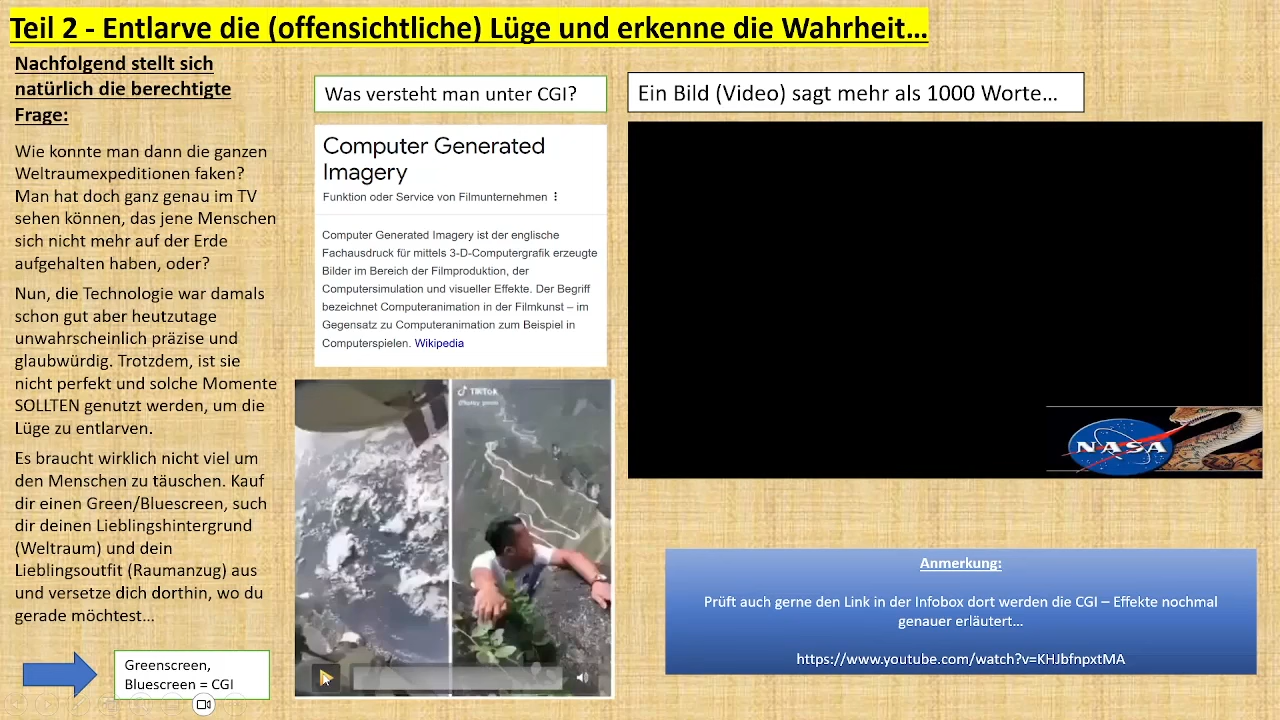 Teil 2 - Entlarve die (offensichtliche) Lüge und erkenne die Wahrheit…
Nachfolgend stellt sich
natürlich die berechtigte
Frage:
Wie konnte man dann die ganzen
Weltraumexpeditionen faken?
Man hat doch ganz genau im TV
sehen können, das jene Menschen
sich nicht mehr auf der Erde
aufgehalten haben, oder?
Nun, die Technologie war damals
schon gut aber heutzutage
unwahrscheinlich präzise und
glaubwürdig. Trotzdem, ist sie
nicht perfekt und solche Momente
SOLLTEN genutzt werden, um die
Lüge zu entlarven.
Es braucht wirklich nicht viel um
den Menschen zu täuschen. Kauf
dir einen Green/Bluescreen, such
dir deinen Lieblingshintergrund
(Weltraum) und dein
Lieblingsoutfit (Raumanzug) aus
und versetze dich dorthin, wo du
gerade möchtest…
Greenscreen,
Bluescreen = CGI
Was versteht man unter CGI?
Computer Generated
Imagery
Funktion oder Service von Filmunternehmen
Computer Generated Imagery ist der englische
Fachausdruck für mittels 3-D-Computergrafik erzeugte
Bilder im Bereich der Filmproduktion, der
Computersimulation und visueller Effekte. Der Begriff
bezeichnet Computeranimation in der Filmkunst – im
Gegensatz zu Computeranimation zum Beispiel in
Computerspielen. Wikipedia
TikTok
Ein Bild (Video) sagt mehr als 1000 Worte…
NASA
Anmerkung:
Prüft auch gerne den Link in der Infobox dort werden die CGI – Effekte nochmal
genauer erläutert…
https://www.youtube.com/watch?v=KHJbfnpxtMA